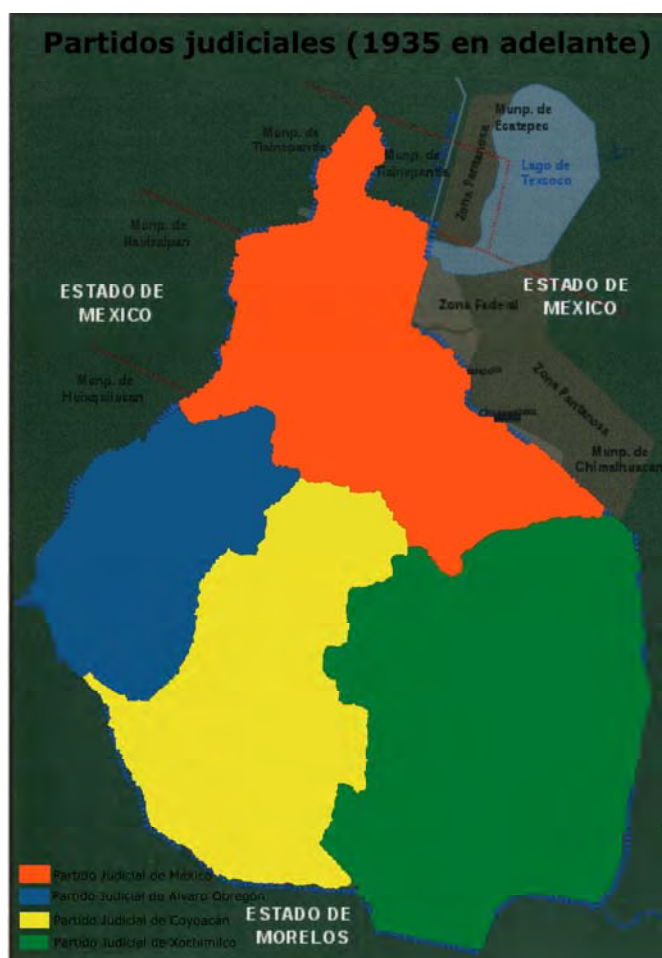 Partidos judiciales (1935 en adelante)
Munp. de
Ecatepec
Munp. de
Tlalnepantla
Munp. de
Tlalnepantla
Zona Pantanosa
Lago de
Texcoco
Munp. de
Naucalpan
ESTADO DE
MEXICO
ESTADO DE
MEXICO
Zona Federal
Munp. de
Huixquilucan
Zona Pantanosa
Munp. de
Chimalhuacan
Partido Judicial de México
Partido Judicial de Alvaro Obregón
Partido Judicial de Coyoacán
Partido Judicial de Xochimilco
ESTADO DE
MORELOS